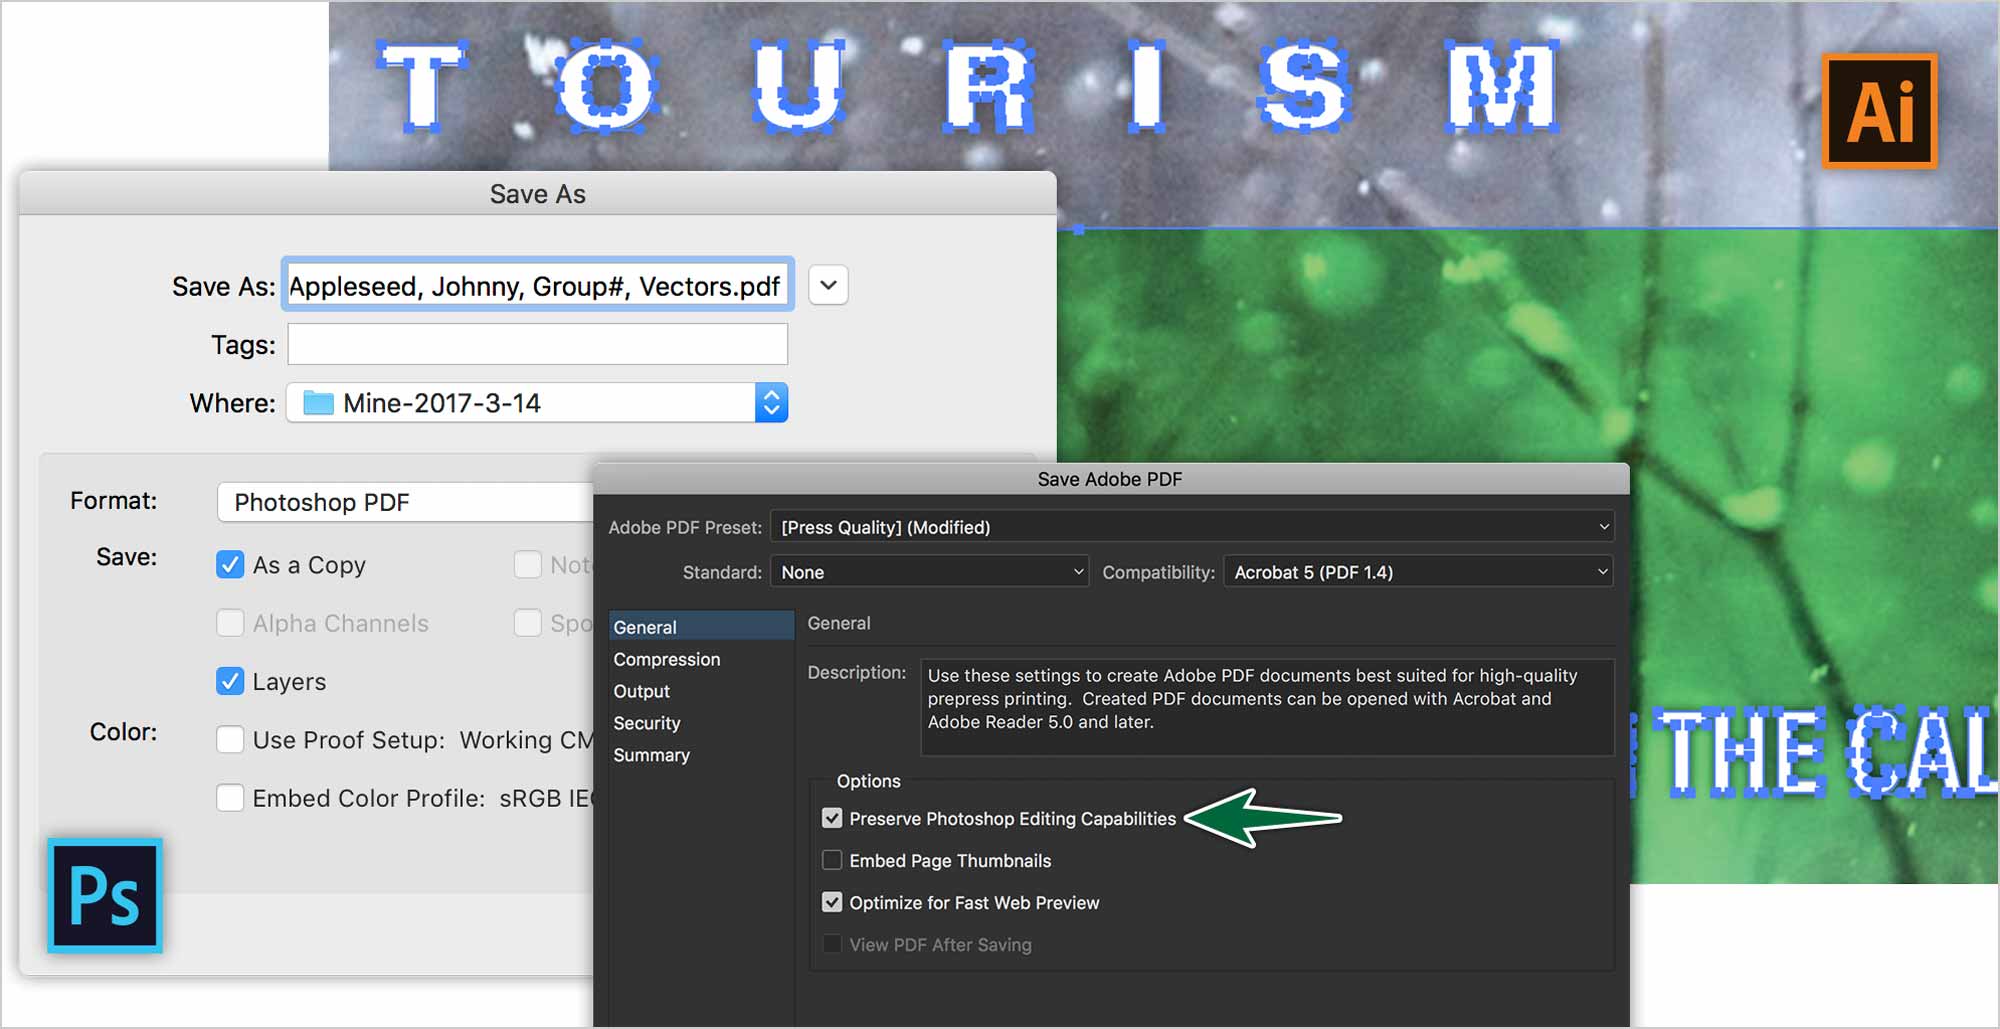 T O U R I S M
Ai
Save As
Save As: Appleseed, Johnny, Group#, Vectors.pdf
Tags:
Where: Mine-2017-3-14
Format: Photoshop PDF
Save: As a Copy
Alpha Channels
Layers
Color:
Use Proof Setup: Working CM
Embed Color Profile: sRGB IE
Ps
Save Adobe PDF
Adobe PDF Preset: [Press Quality] (Modified)
Standard: None Compatibility: Acrobat 5 (PDF 1.4)
General
Compression
Output
Security
Summary
General
Description: Use these settings to create Adobe PDF documents best suited for high-quality
prepress printing. Created PDF documents can be opened with Acrobat and
Adobe Reader 5.0 and later.
Options
Preserve Photoshop Editing Capabilities
Embed Page Thumbnails
Optimize for Fast Web Preview
View PDF After Saving
THE CAL